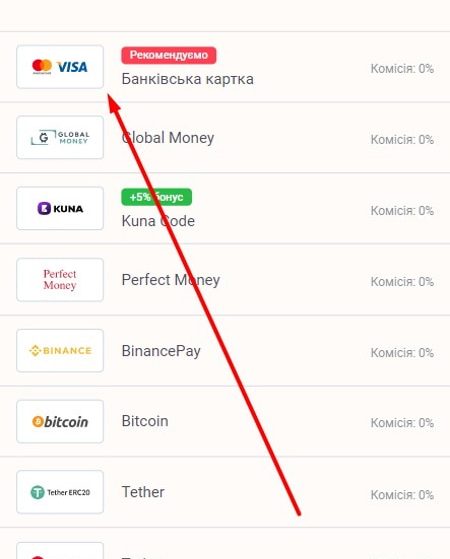 VISA
Рекомендуємо
Банківська картка
Комісія: 0%
GLOBAL
MONEY
Global Money
Комісія: 0%
KUNA
+5% бонус
Kuna Code
Комісія: 0%
Perfect
Money
Perfect Money
Комісія: 0%
BINANCE
BinancePay
Комісія: 0%
bitcoin
Bitcoin
Комісія: 0%
Tether ERC20
Tether
Комісія: 0%